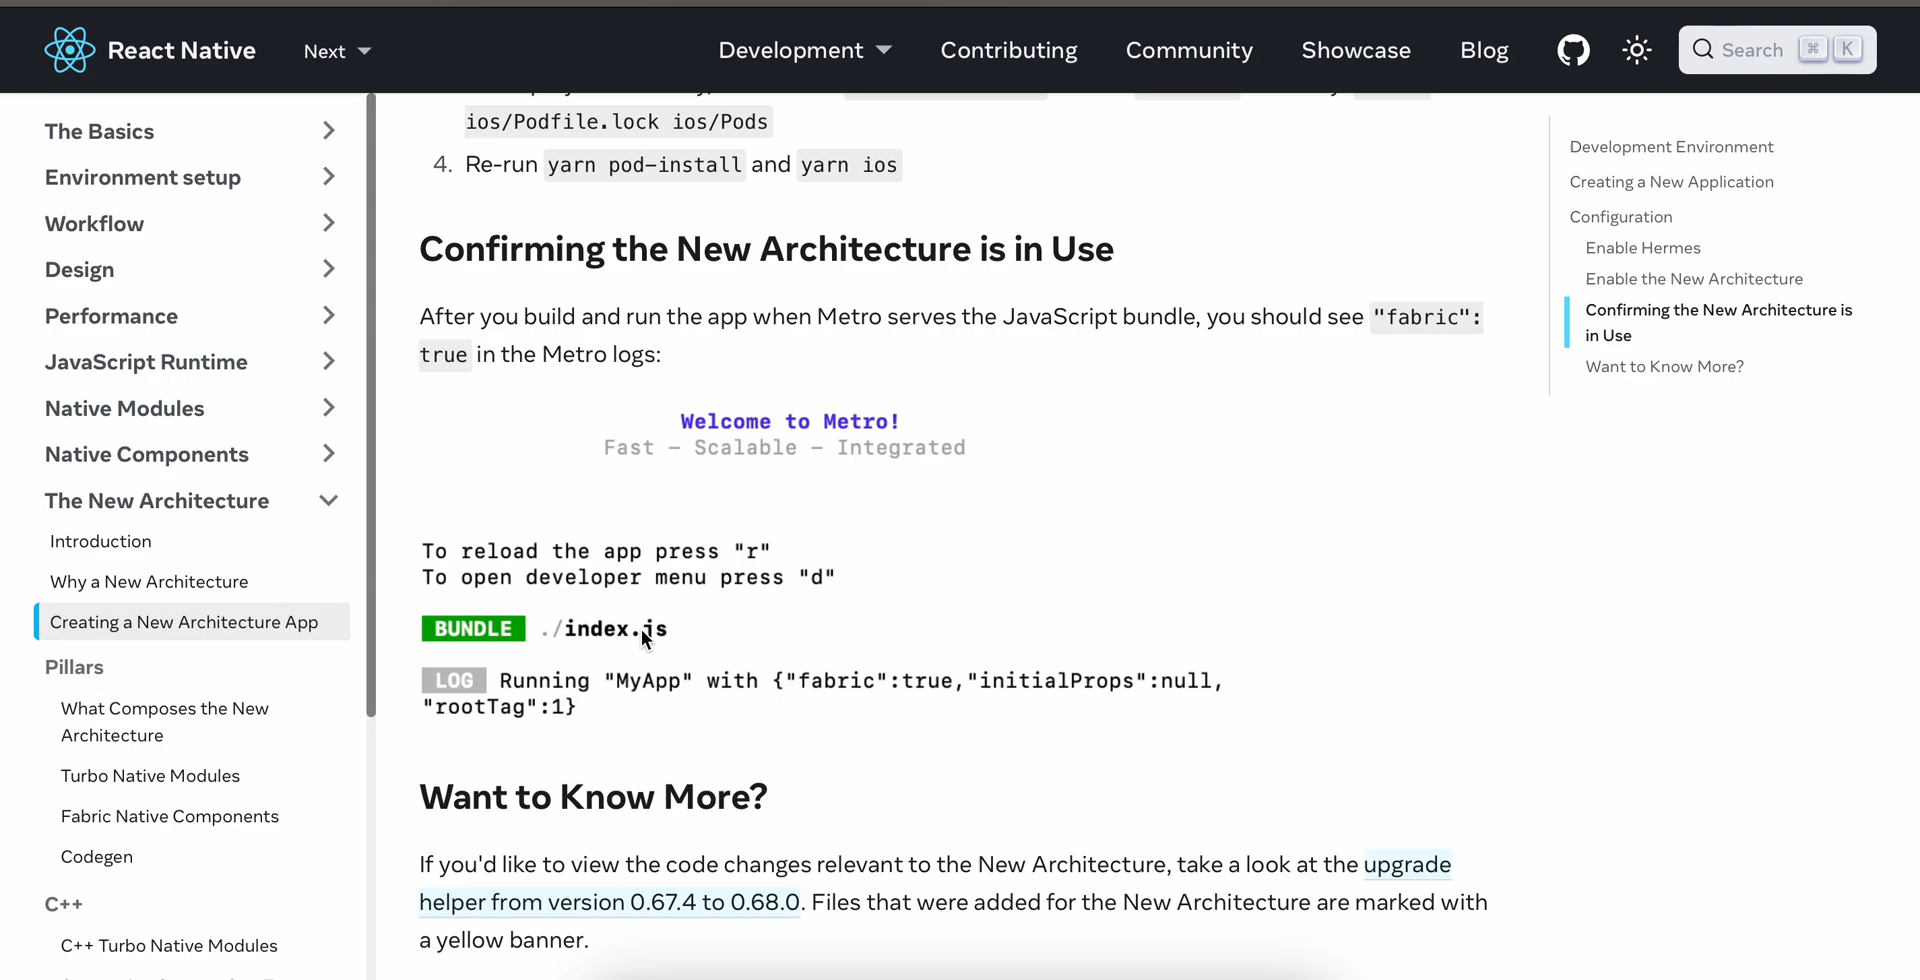 React Native
Next
Development
Contributing
Community
Showcase
Blog
Search
⌘ K
The Basics
Environment setup
Workflow
Design
Performance
JavaScript Runtime
Native Modules
Native Components
The New Architecture
Introduction
Why a New Architecture
Creating a New Architecture App
Pillars
What Composes the New
Architecture
Turbo Native Modules
Fabric Native Components
Codegen
C++
C++ Turbo Native Modules
ios/Podfile.lock ios/Pods
4. Re-run yarn pod-install and yarn ios
Confirming the New Architecture is in Use
After you build and run the app when Metro serves the JavaScript bundle, you should see "fabric":
true in the Metro logs:
Welcome to Metro!
Fast - Scalable - Integrated
To reload the app press "r"
To open developer menu press "d"
BUNDLE ./index.js
LOG Running "MyApp" with {"fabric":true,"initialProps":null,
"rootTag":1}
Want to Know More?
If you'd like to view the code changes relevant to the New Architecture, take a look at the upgrade
helper from version 0.67.4 to 0.68.0. Files that were added for the New Architecture are marked with
a yellow banner.
Development Environment
Creating a New Application
Configuration
Enable Hermes
Enable the New Architecture
Confirming the New Architecture is
in Use
Want to Know More?